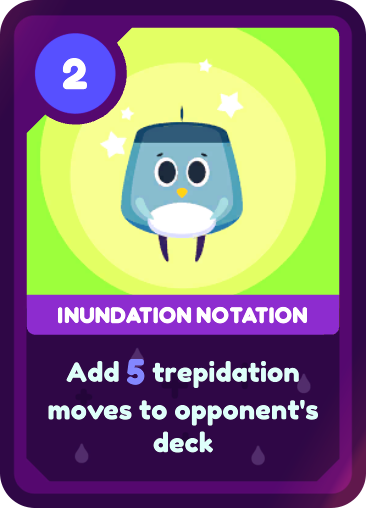 2
INUNDATION NOTATION
Add 5 trepidation
moves to opponent's
deck